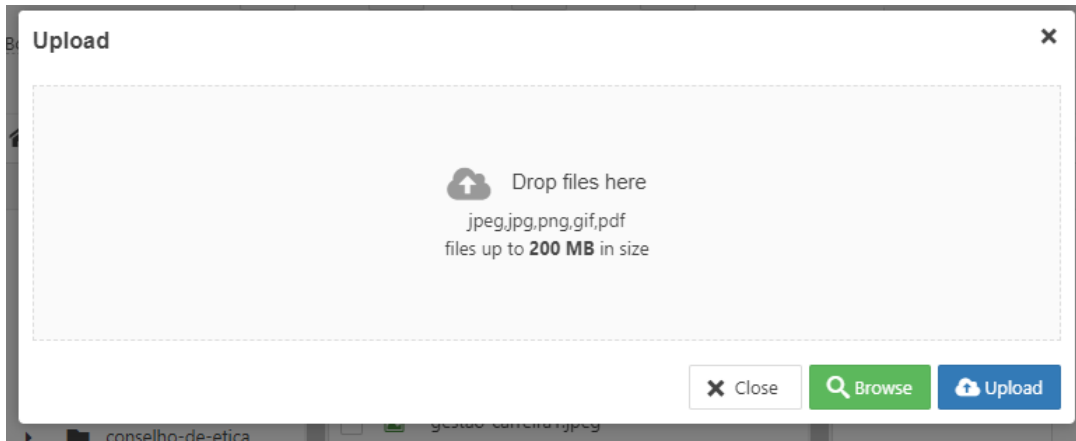 Upload
Drop files here
jpeg,jpg,png,gif,pdf
files up to 200 MB in size
Close
Browse
Upload
conselho-de-etica